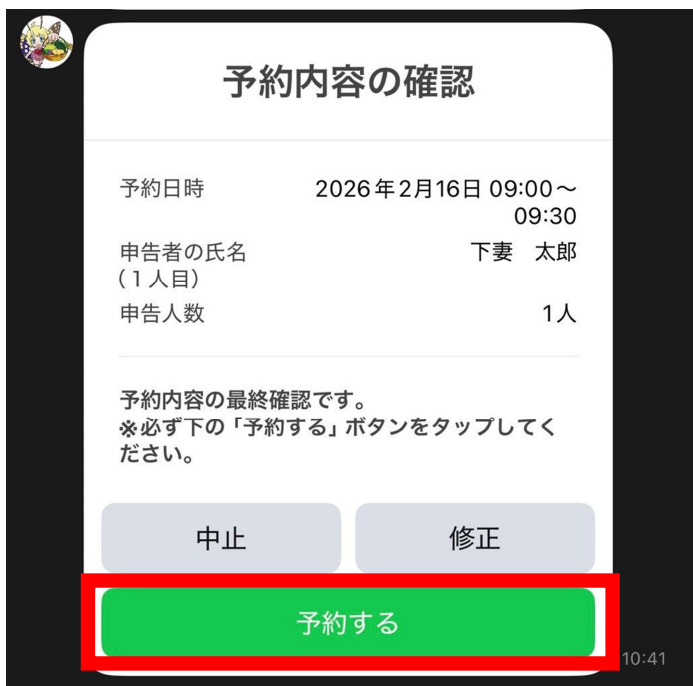 予約内容の確認
予約日時
2026年2月16日 09:00～
09:30
申告者の氏名
(1人目)
下妻　太郎
申告人数
1人
予約内容の最終確認です。
※必ず下の「予約する」ボタンをタップしてく
ださい。
中止
修正
予約する
10:41